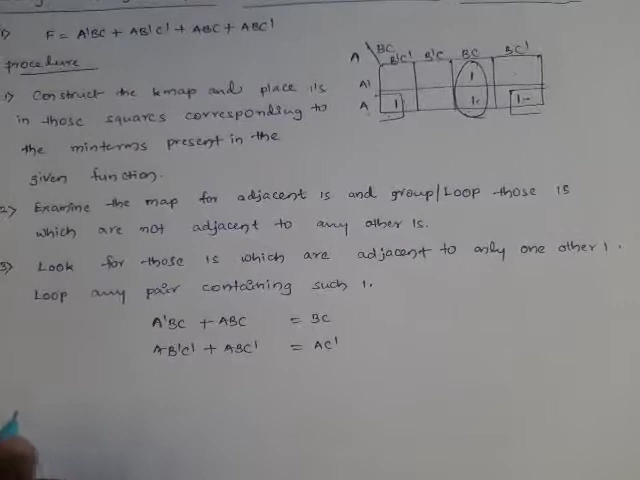 1) F = A'BC + AB'C' + ABC + ABC'
procedure
A \ BC B'C' B'C BC BC'
A' 1
A 1 1 1
1) Construct the kmap and place 1's
in those squares corresponding to
the minterms present in the
given function.
2) Examine the map for adjacent 1s and group/Loop those 1s
which are not adjacent to any other 1s.
3) Look for those 1s which are adjacent to only one other 1.
Loop any pair containing such 1.
A'BC + ABC = BC
AB'C' + ABC' = AC'